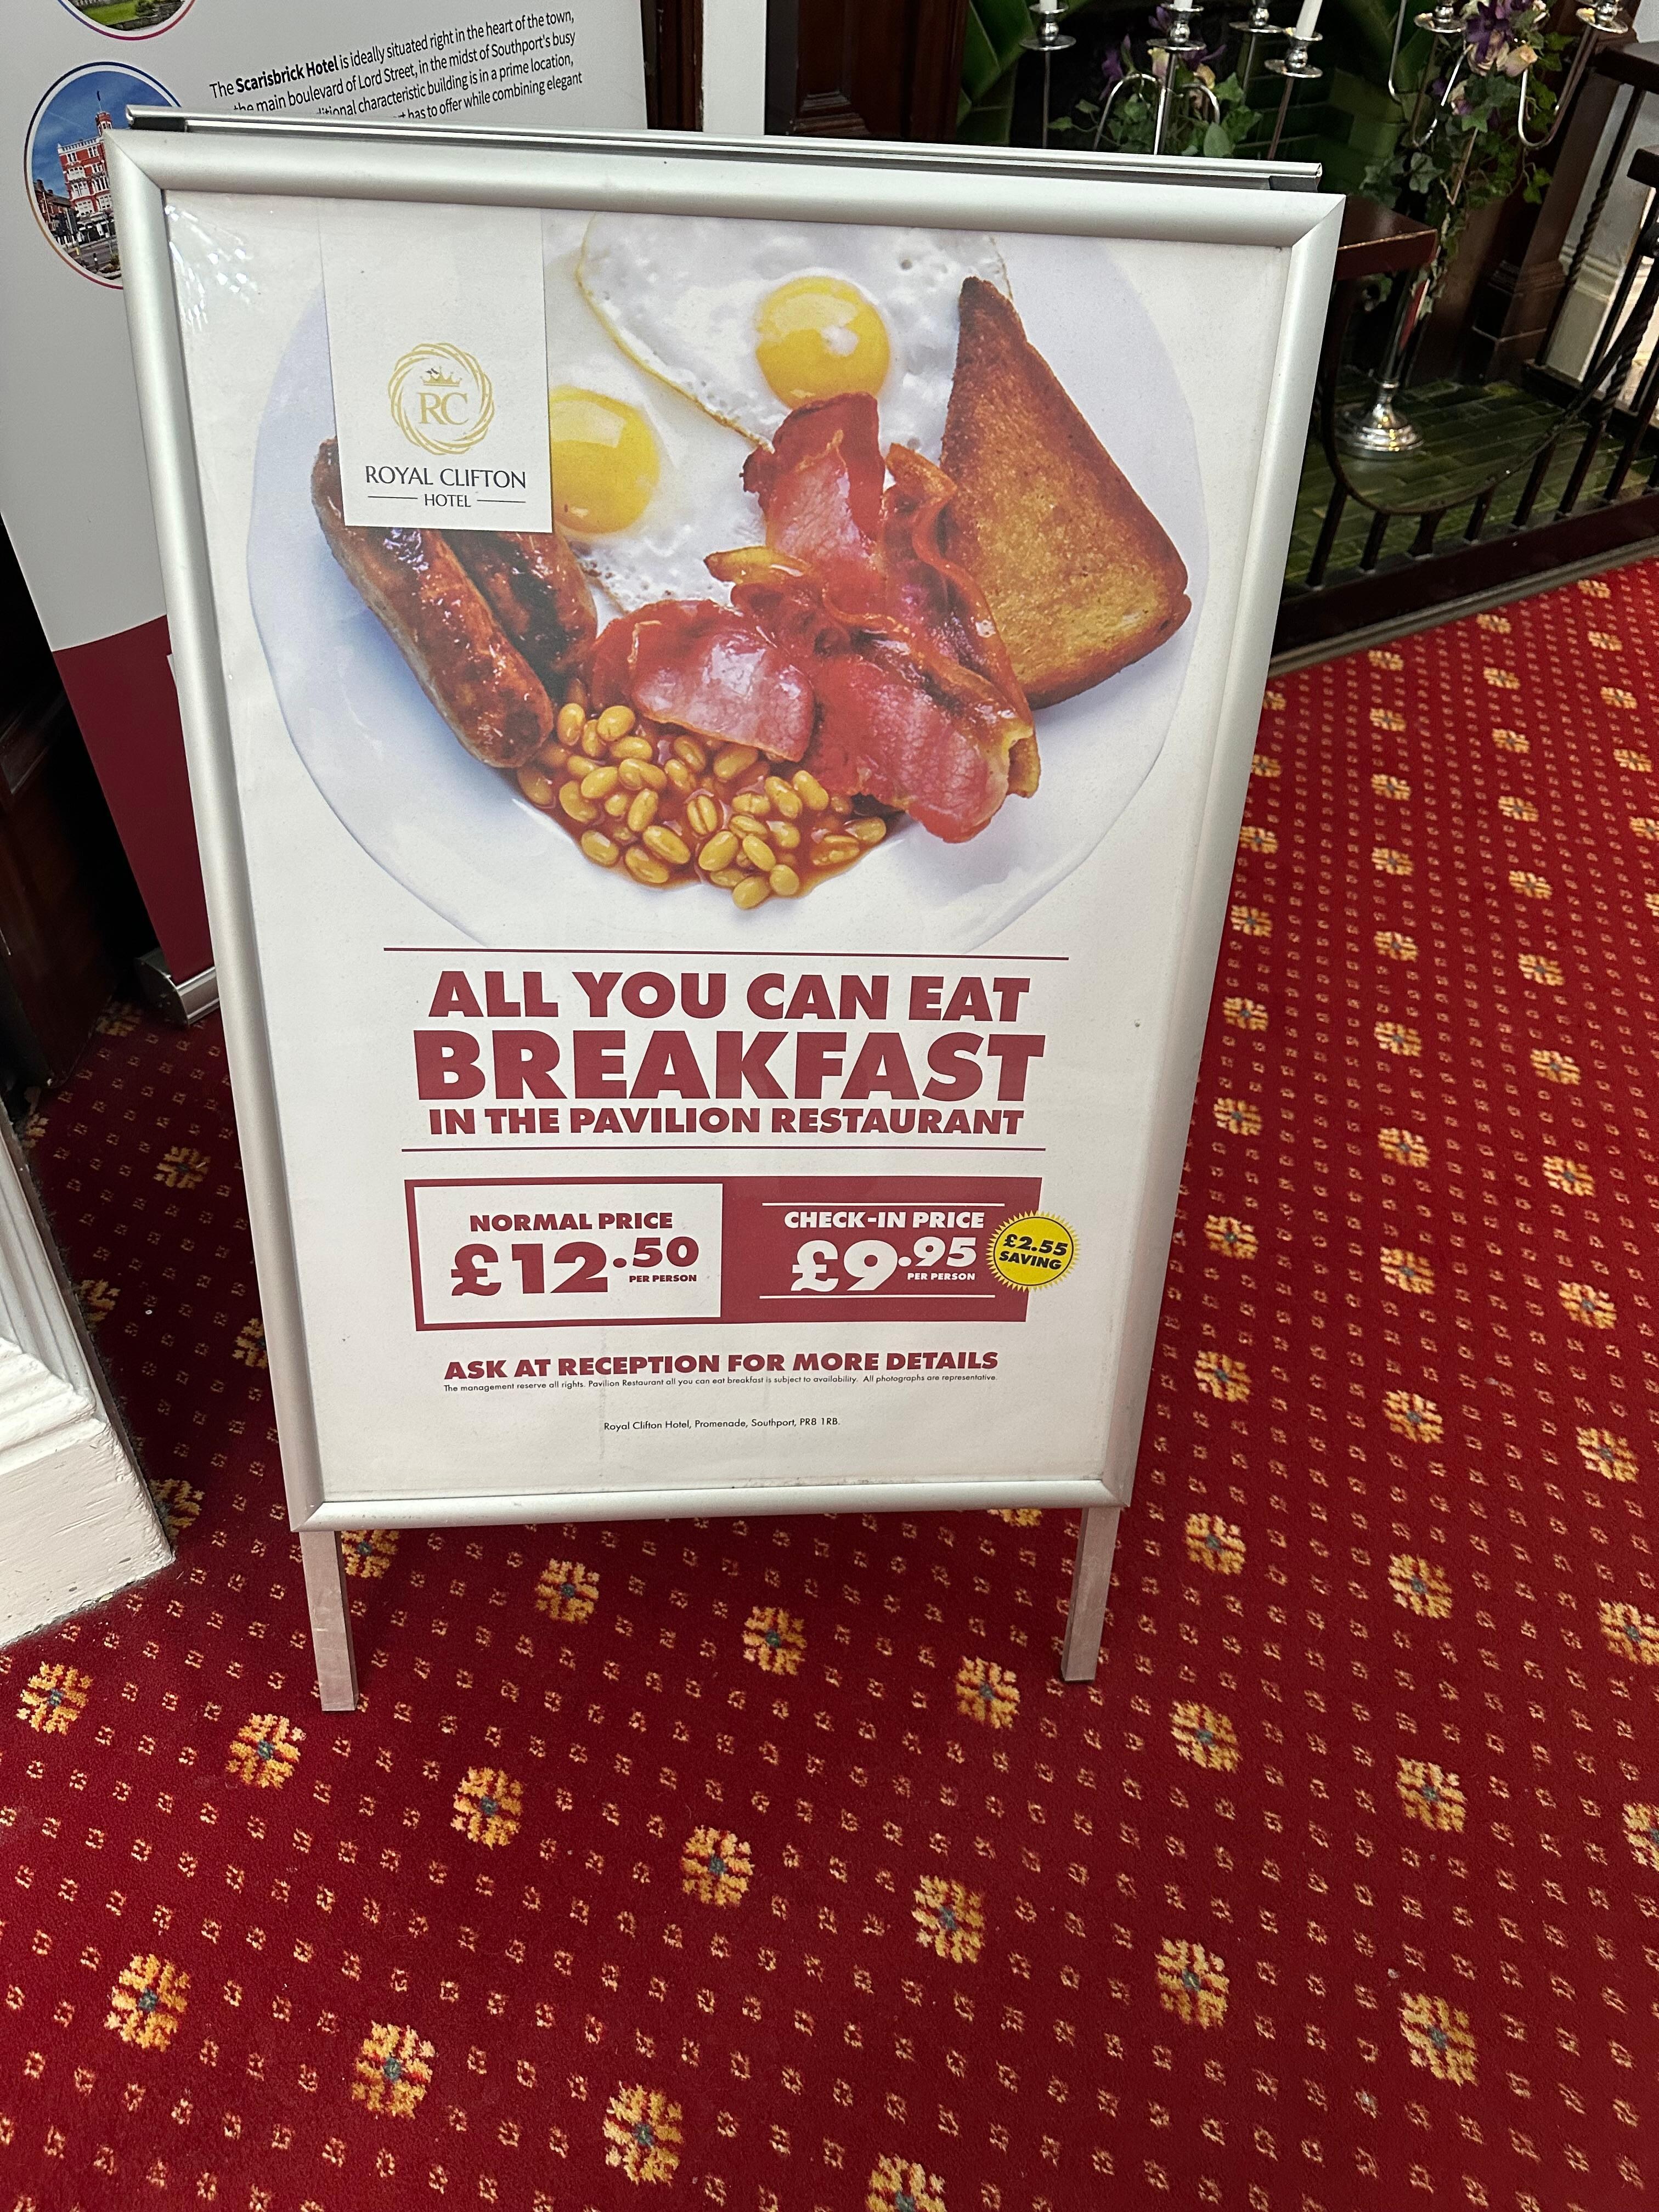 The Scarisbrick Hotel is ideally situated right in the heart of the town,
the main boulevard of Lord Street, in the midst of Southport's busy
characteristic building is in a prime location,
has to offer while combining elegant
RC
ROYAL CLIFTON
HOTEL
ALL YOU CAN EAT
BREAKFAST
IN THE PAVILION RESTAURANT
NORMAL PRICE
£12.50
PER PERSON
CHECK-IN PRICE
£9.95
PER PERSON
£2.55
SAVING
ASK AT RECEPTION FOR MORE DETAILS
The management reserve all rights. Pavilion Restaurant all you can eat breakfast is subject to availability. All photographs are representative.
Royal Clifton Hotel, Promenade, Southport, PR8 1RB.